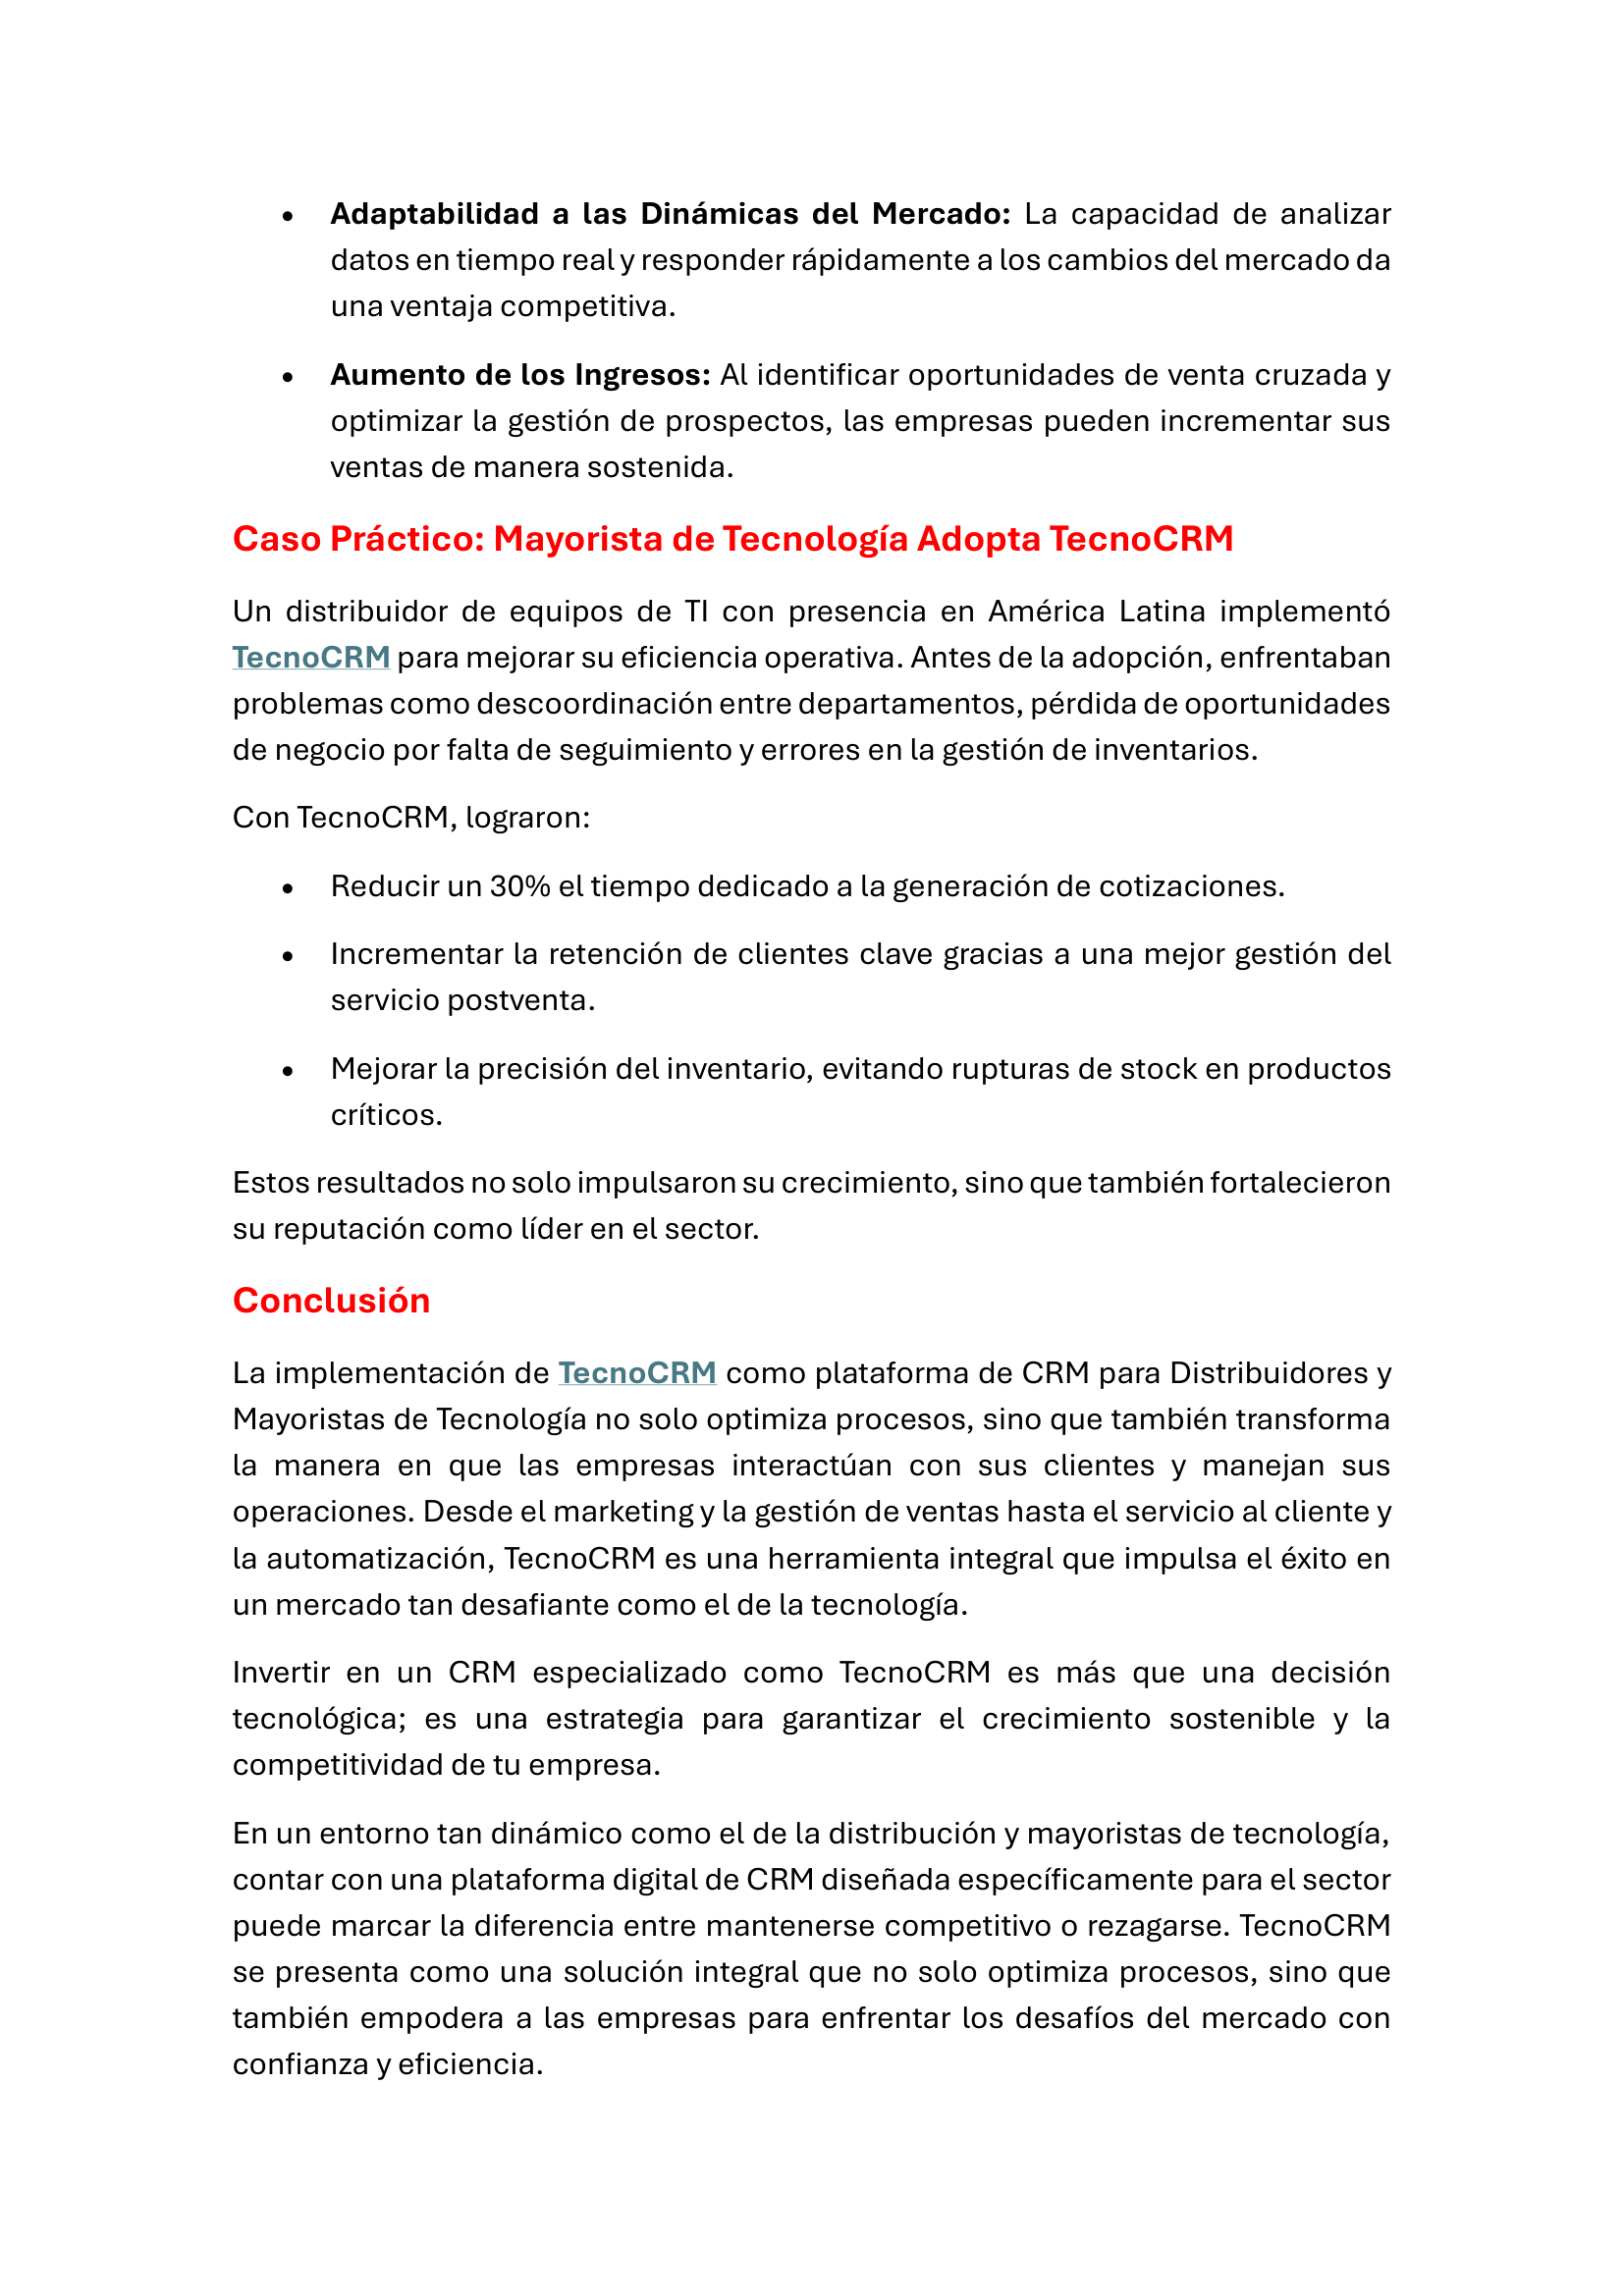 • Adaptabilidad a las Dinámicas del Mercado: La capacidad de analizar
datos en tiempo real y responder rápidamente a los cambios del mercado da
una ventaja competitiva.
• Aumento de los Ingresos: Al identificar oportunidades de venta cruzada y
optimizar la gestión de prospectos, las empresas pueden incrementar sus
ventas de manera sostenida.
Caso Práctico: Mayorista de Tecnología Adopta TecnoCRM
Un distribuidor de equipos de TI con presencia en América Latina implementó
TecnoCRM para mejorar su eficiencia operativa. Antes de la adopción, enfrentaban
problemas como descoordinación entre departamentos, pérdida de oportunidades
de negocio por falta de seguimiento y errores en la gestión de inventarios.
Con TecnoCRM, lograron:
• Reducir un 30% el tiempo dedicado a la generación de cotizaciones.
• Incrementar la retención de clientes clave gracias a una mejor gestión del
servicio postventa.
• Mejorar la precisión del inventario, evitando rupturas de stock en productos
críticos.
Estos resultados no solo impulsaron su crecimiento, sino que también fortalecieron
su reputación como líder en el sector.
Conclusión
La implementación de TecnoCRM como plataforma de CRM para Distribuidores y
Mayoristas de Tecnología no solo optimiza procesos, sino que también transforma
la manera en que las empresas interactúan con sus clientes y manejan sus
operaciones. Desde el marketing y la gestión de ventas hasta el servicio al cliente y
la automatización, TecnoCRM es una herramienta integral que impulsa el éxito en
un mercado tan desafiante como el de la tecnología.
Invertir en un CRM especializado como TecnoCRM es más que una decisión
tecnológica; es una estrategia para garantizar el crecimiento sostenible y la
competitividad de tu empresa.
En un entorno tan dinámico como el de la distribución y mayoristas de tecnología,
contar con una plataforma digital de CRM diseñada específicamente para el sector
puede marcar la diferencia entre mantenerse competitivo o rezagarse. TecnoCRM
se presenta como una solución integral que no solo optimiza procesos, sino que
también empodera a las empresas para enfrentar los desafíos del mercado con
confianza y eficiencia.